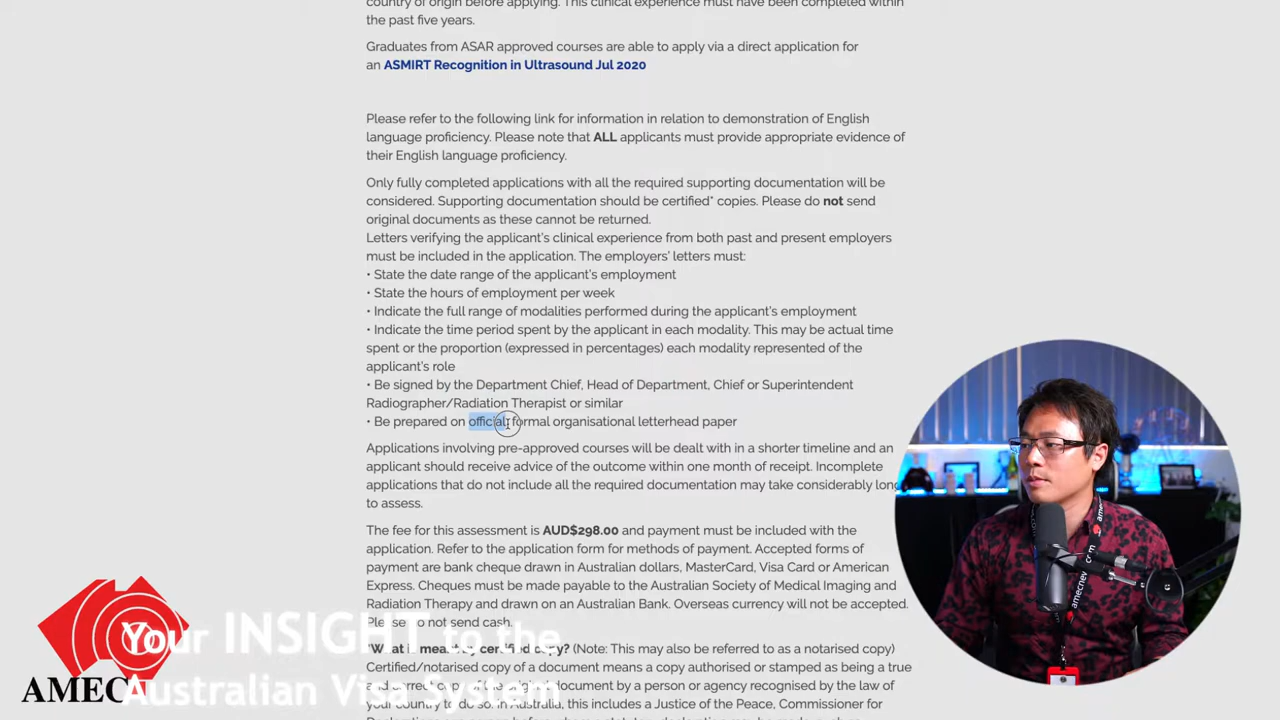 country of origin before applying. This clinical experience must have been completed within
the past five years.
Graduates from ASAR approved courses are able to apply via a direct application for
an ASMIRT Recognition in Ultrasound Jul 2020
Please refer to the following link for information in relation to demonstration of English
language proficiency. Please note that ALL applicants must provide appropriate evidence of
their English language proficiency.
Only fully completed applications with all the required supporting documentation will be
considered. Supporting documentation should be certified* copies. Please do not send
original documents as these cannot be returned.
Letters verifying the applicant's clinical experience from both past and present employers
must be included in the application. The employers' letters must:
• State the date range of the applicant's employment
• State the hours of employment per week
• Indicate the full range of modalities performed during the applicant's employment
• Indicate the time period spent by the applicant in each modality. This may be actual time
spent or the proportion (expressed in percentages) each modality represented of the
applicant's role
• Be signed by the Department Chief, Head of Department, Chief or Superintendent
Radiographer/Radiation Therapist or similar
• Be prepared on official, formal organisational letterhead paper
Applications involving pre-approved courses will be dealt with in a shorter timeline and an
applicant should receive advice of the outcome within one month of receipt. Incomplete
applications that do not include all the required documentation may take considerably
to assess.
The fee for this assessment is AUD$298.00 and payment must be included with the
application. Refer to the application form for methods of payment. Accepted forms of
payment are bank cheque drawn in Australian dollars, MasterCard, Visa Card or American
Express. Cheques must be made payable to the Australian Society of Medical Imaging and
Radiation Therapy and drawn on an Australian Bank. Overseas currency will not be accepted.
not send cash.
certified copy? (Note: This may also be referred to as a notarised copy)
Certified/notarised copy of a document means a copy authorised or stamped as being a true
document by a person or agency recognised by the law of
Australia, this includes a Justice of the Peace, Commissioner for
Your INSIGHT to the
Australian Visa System
AMEC
amecnev